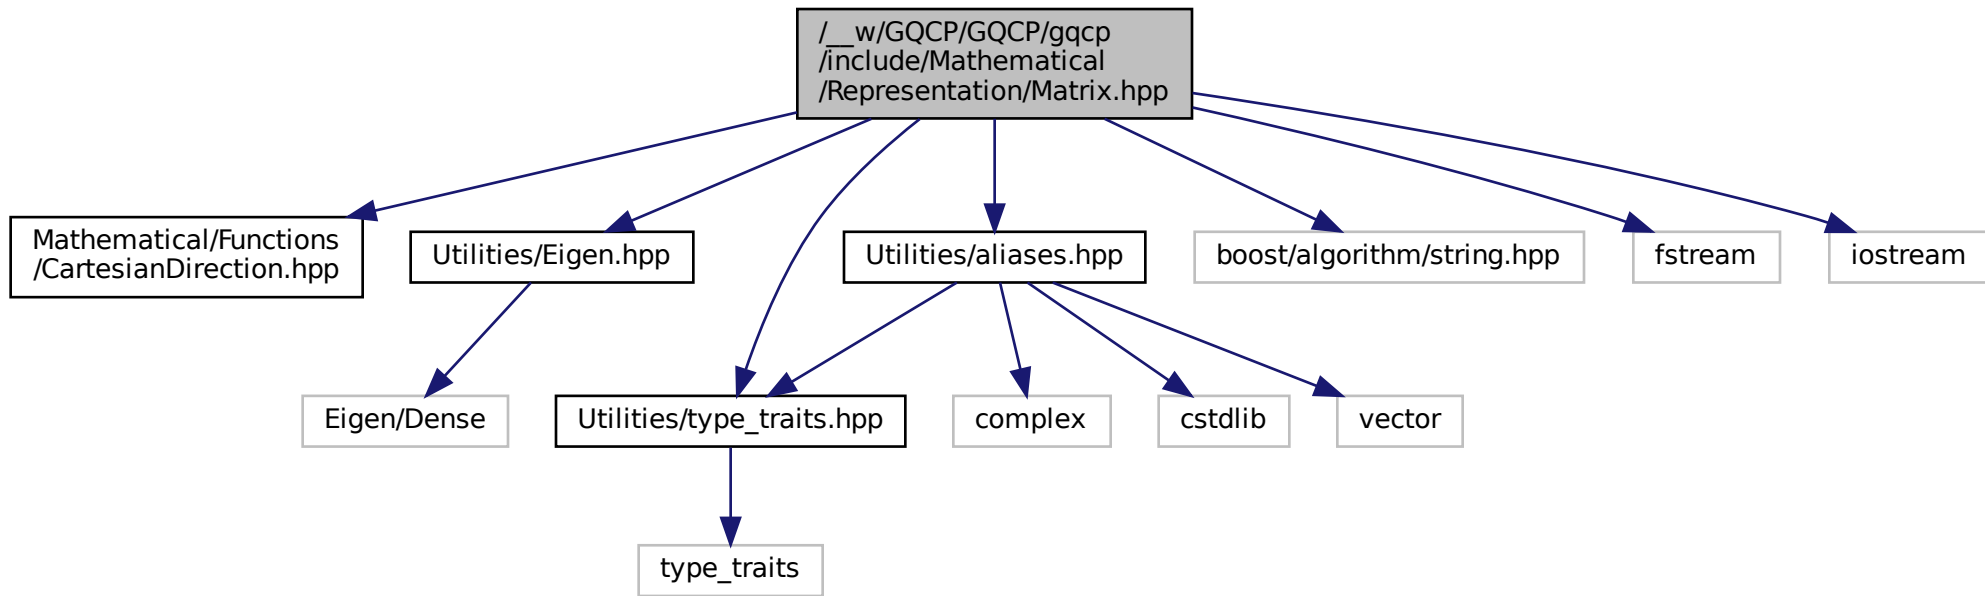 /__w/GQCP/GQCP/gqcp
/include/Mathematical
/Representation/Matrix.hpp
Mathematical/Functions
/CartesianDirection.hpp
Utilities/Eigen.hpp
Utilities/aliases.hpp
boost/algorithm/string.hpp
fstream
iostream
Eigen/Dense
Utilities/type_traits.hpp
complex
cstdlib
vector
type_traits